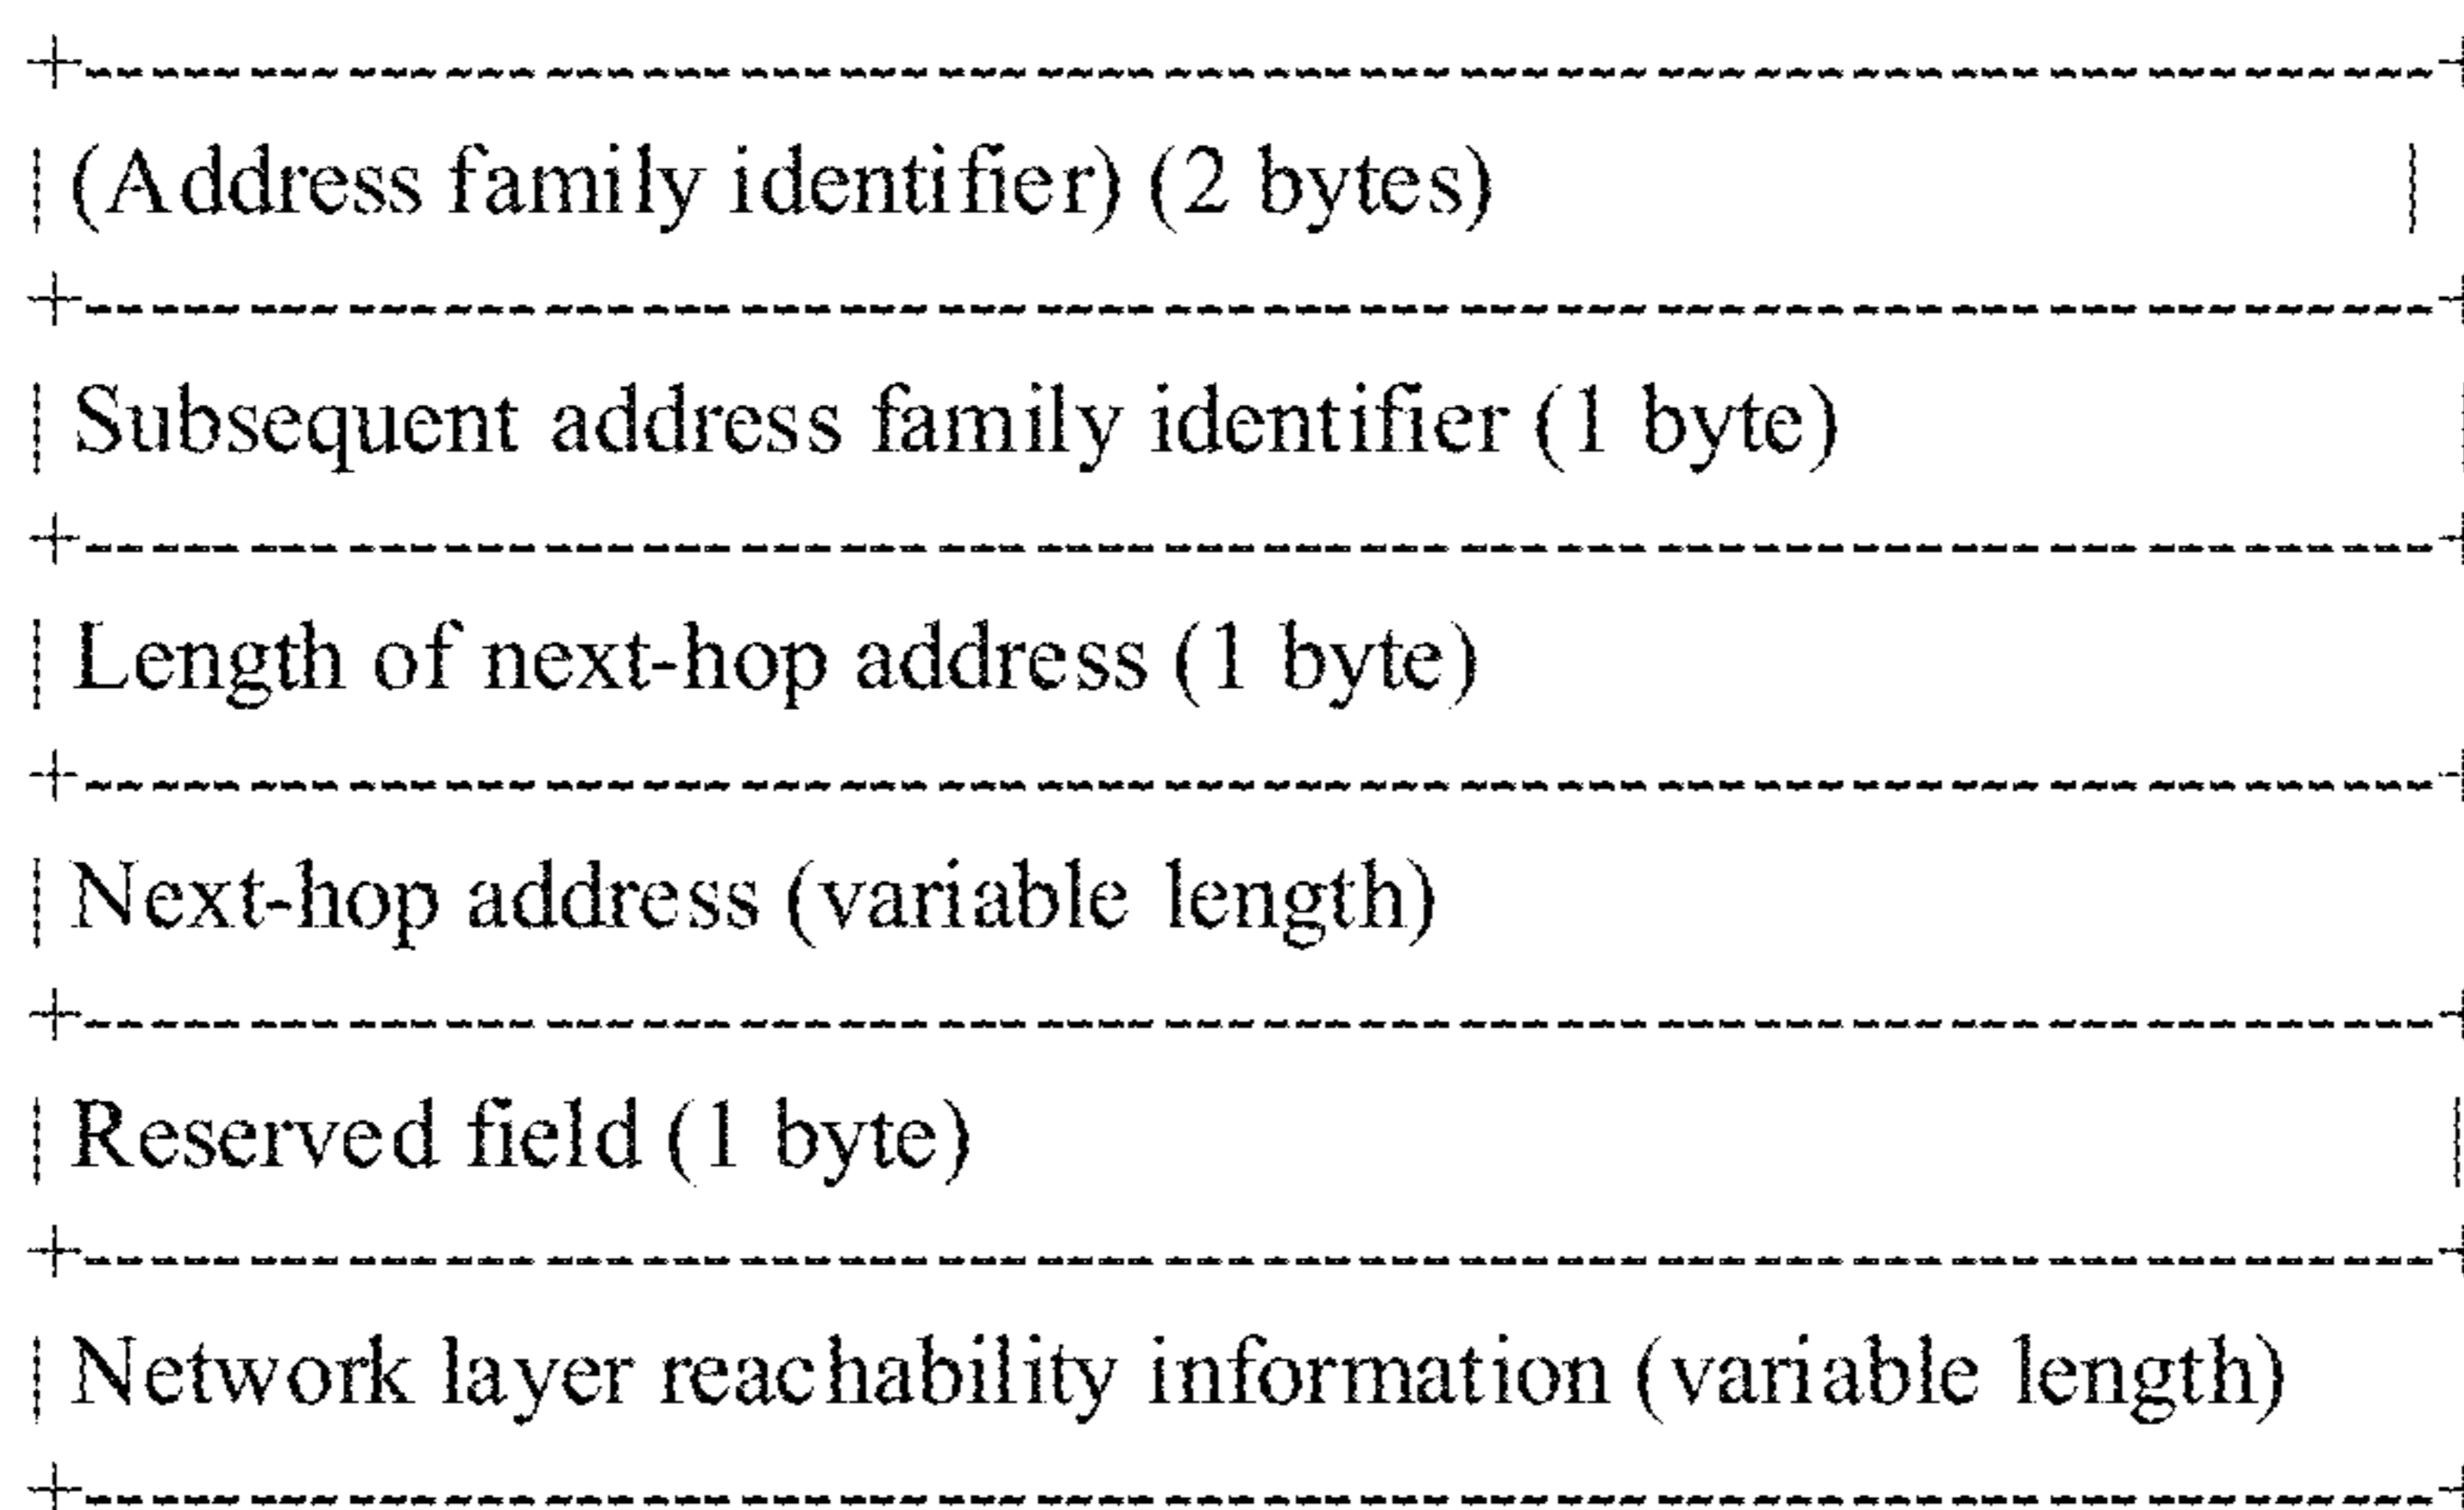 (Address family identifier) (2 bytes)
Subsequent address family identifier (1 byte)
Length of next-hop address (1 byte)
Next-hop address (variable length)
Reserved field (1 byte)
Network layer reachability information (variable length)